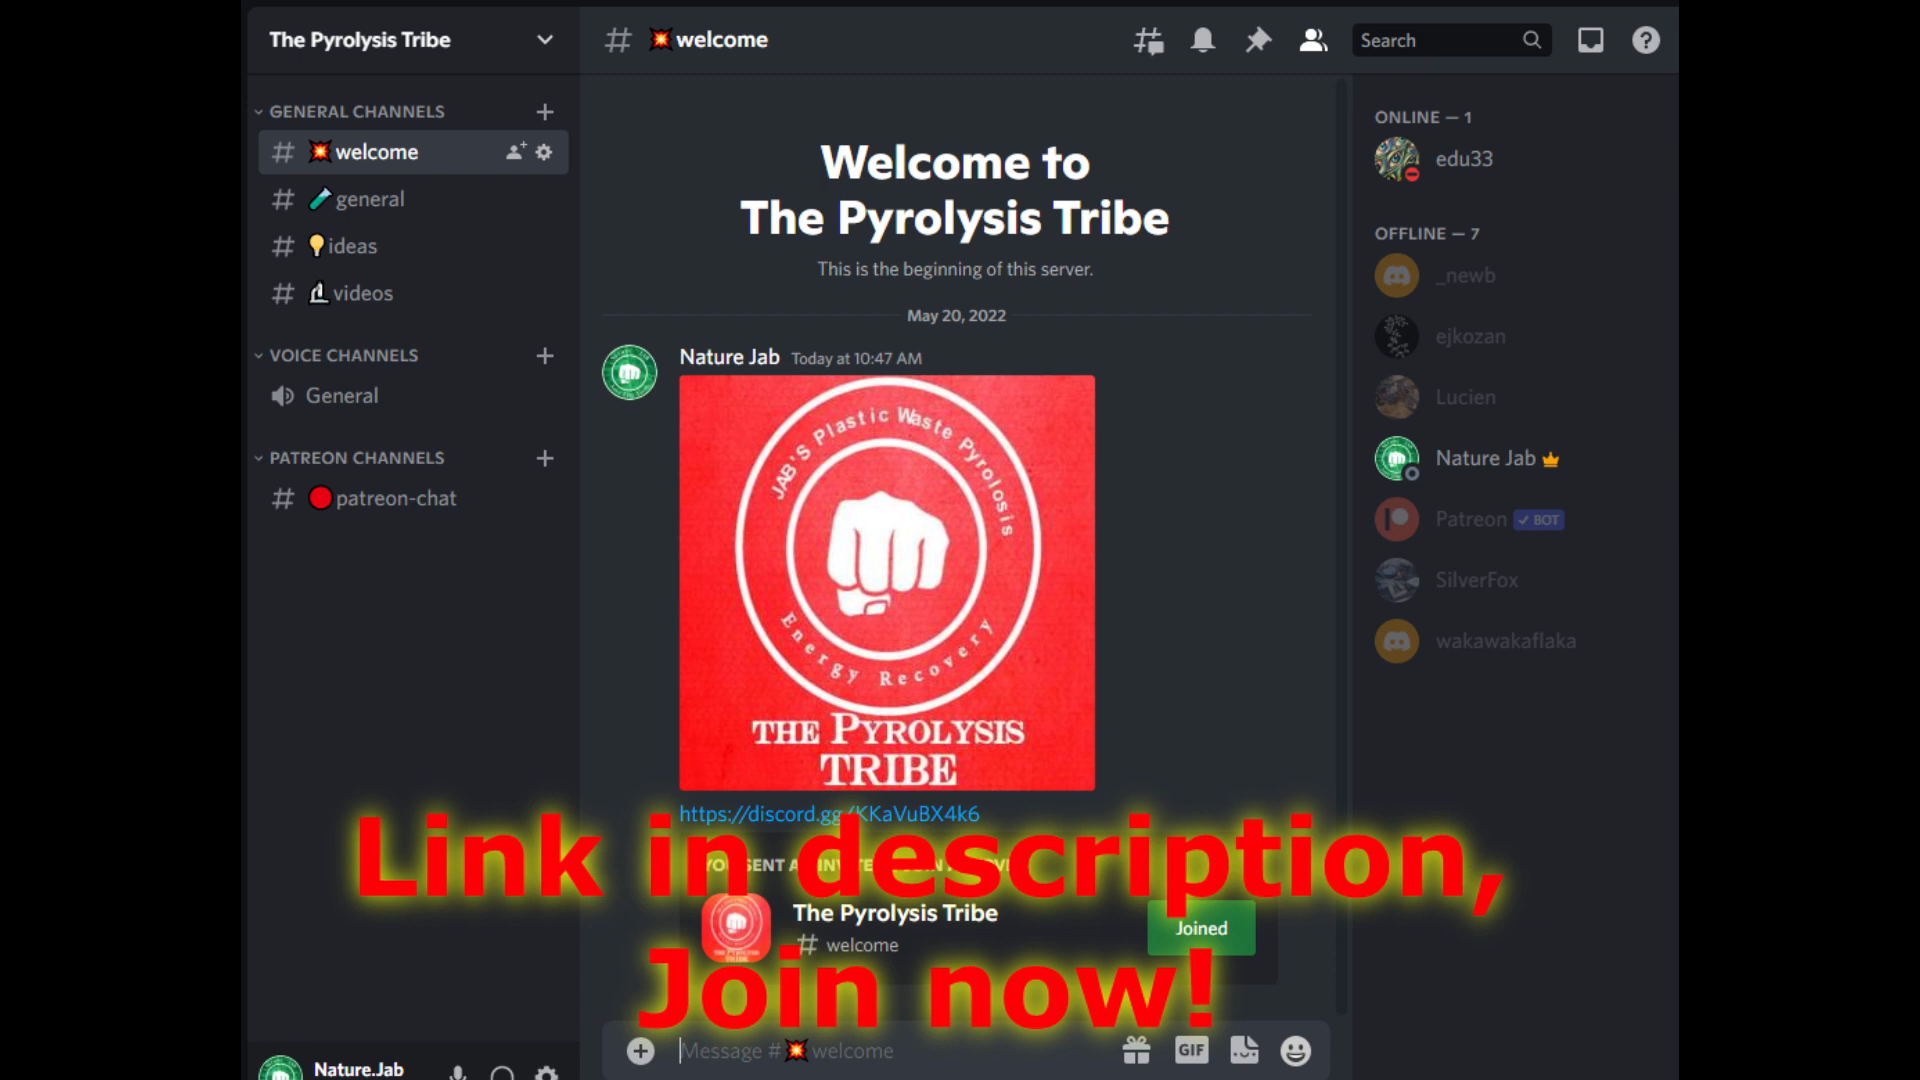 The Pyrolysis Tribe
# welcome
Search
GENERAL CHANNELS
# welcome
# general
# ideas
# videos
VOICE CHANNELS
General
PATREON CHANNELS
# patreon-chat
Welcome to
The Pyrolysis Tribe
This is the beginning of this server.
May 20, 2022
Nature Jab Today at 10:47 AM
JAB'S Plastic Waste Pyrolosis
Energy Recovery
THE PYROLYSIS
TRIBE
https://discord.gg/KKaVuBX4k6
Link in description,
YOU SENT
The Pyrolysis Tribe
# welcome
Joined
Join now!
Message # welcome
GIF
Nature.Jab
ONLINE — 1
edu33
OFFLINE — 7
_newb
ejkozan
Lucien
Nature Jab
Patreon BOT
SilverFox
wakawakaflaka